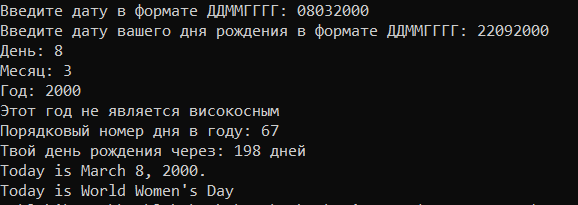 Введите дату в формате ДДММГГГГ: 08032000
Введите дату вашего дня рождения в формате ДДММГГГГ: 22092000
День: 8
Месяц: 3
Год: 2000
Этот год не является високосным
Порядковый номер дня в году: 67
Твой день рождения через: 198 дней
Today is March 8, 2000.
Today is World Women's Day